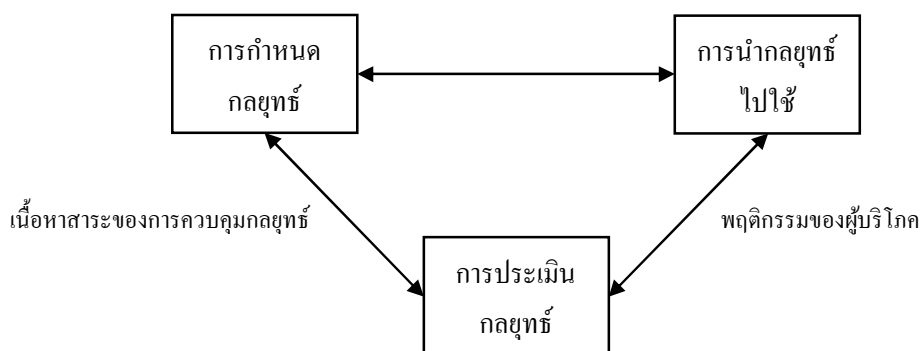 การกำหนด
กลยุทธ์
การนำกลยุทธ์
ไปใช้
เนื้อหาสาระของการควบคุมกลยุทธ์
พฤติกรรมของผู้บริโภค
การประเมิน
กลยุทธ์